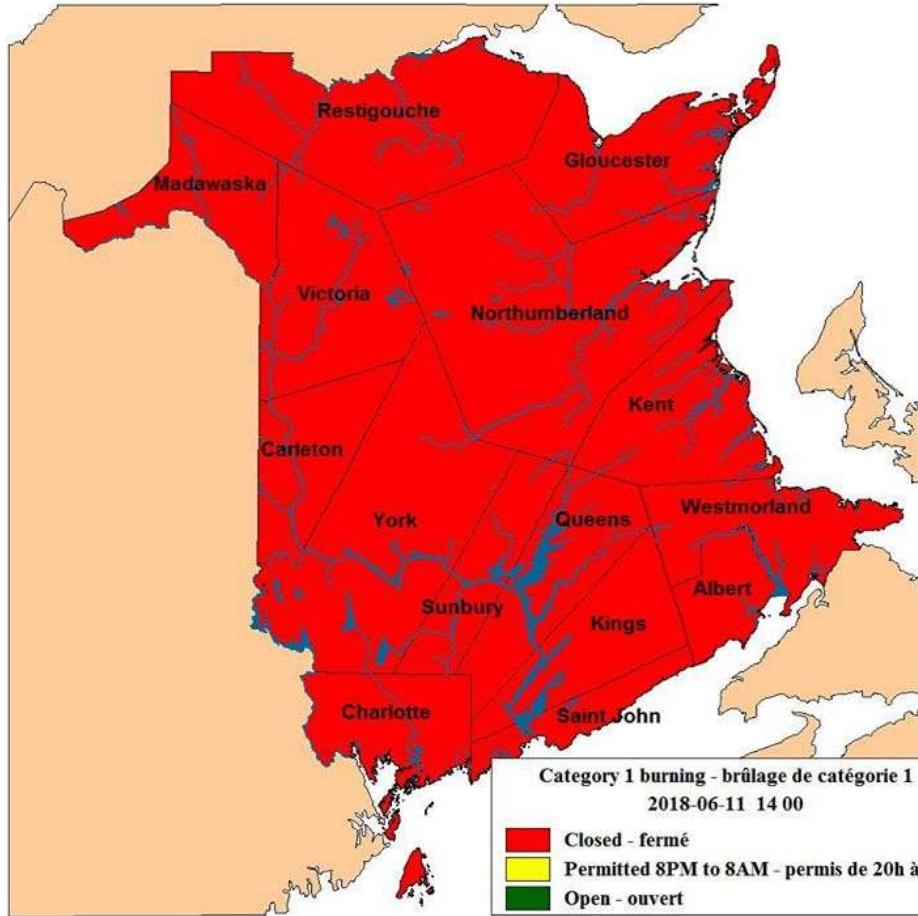 Restigouche
Gloucester
Madawaska
Victoria
Northumberland
Kent
Carleton
Westmorland
York
Queens
Albert
Sunbury
Kings
Charlotte
Saint John
Category 1 burning - brûlage de catégorie 1
2018-06-11 14 00
Closed - fermé
Permitted 8PM to 8AM - permis de 20h à
Open - ouvert